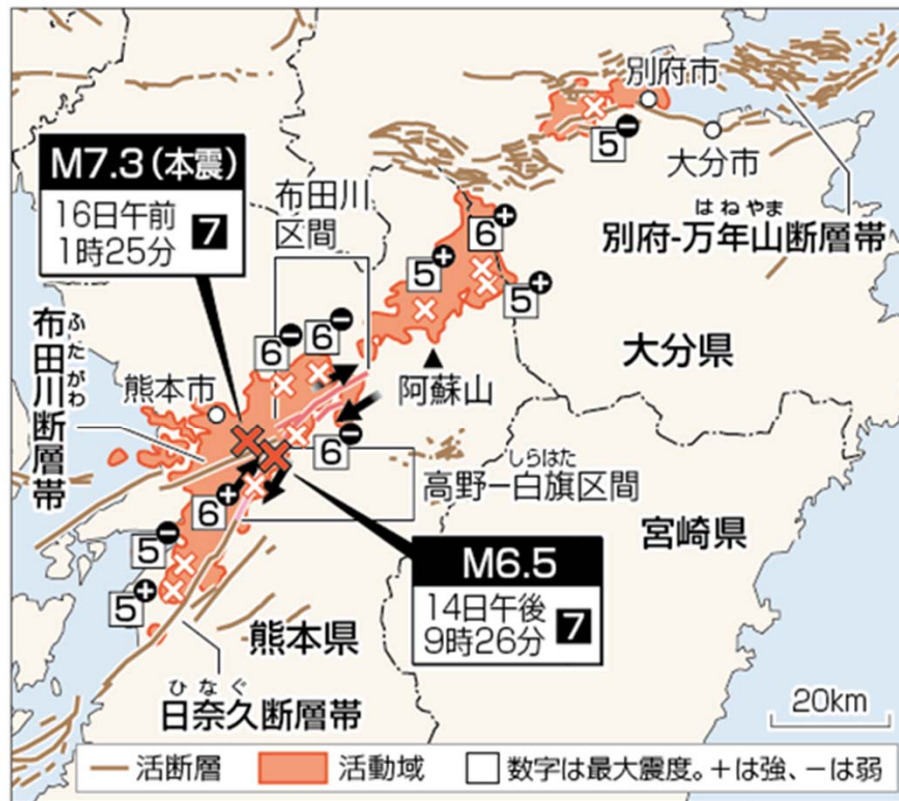 別府市
5−
大分市
はねやま
別府-万年山断層帯
M7.3(本震)
16日午前
1時25分
7
布田川
区間
6+
5+
5+
大分県
阿蘇山
6−
6−
6−
ふたがわ
布田川断層帯
熊本市
しらはた
高野ー白旗区間
6+
5−
5+
宮崎県
M6.5
14日午後
9時26分
7
熊本県
ひなぐ
日奈久断層帯
20km
活断層
活動域
数字は最大震度。+は強、−は弱